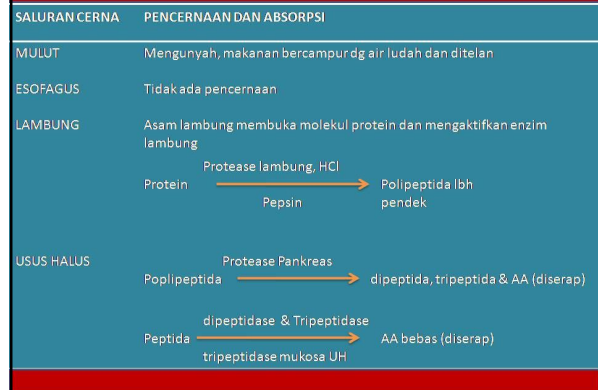 SALURAN CERNA PENCERNAAN DAN ABSORPSI
MULUT Mengunyah, makanan bercampur dg air ludah dan ditelan
ESOFAGUS Tidak ada pencernaan
LAMBUNG Asam lambung membuka molekul protein dan mengaktifkan enzim
lambung
Protease lambung, HCl
Protein Polipeptida lbh
Pepsin pendek
USUS HALUS Protease Pankreas
Poplipeptida dipeptida, tripeptida & AA (diserap)
dipeptidase & Tripeptidase
Peptida AA bebas (diserap)
tripeptidase mukosa UH